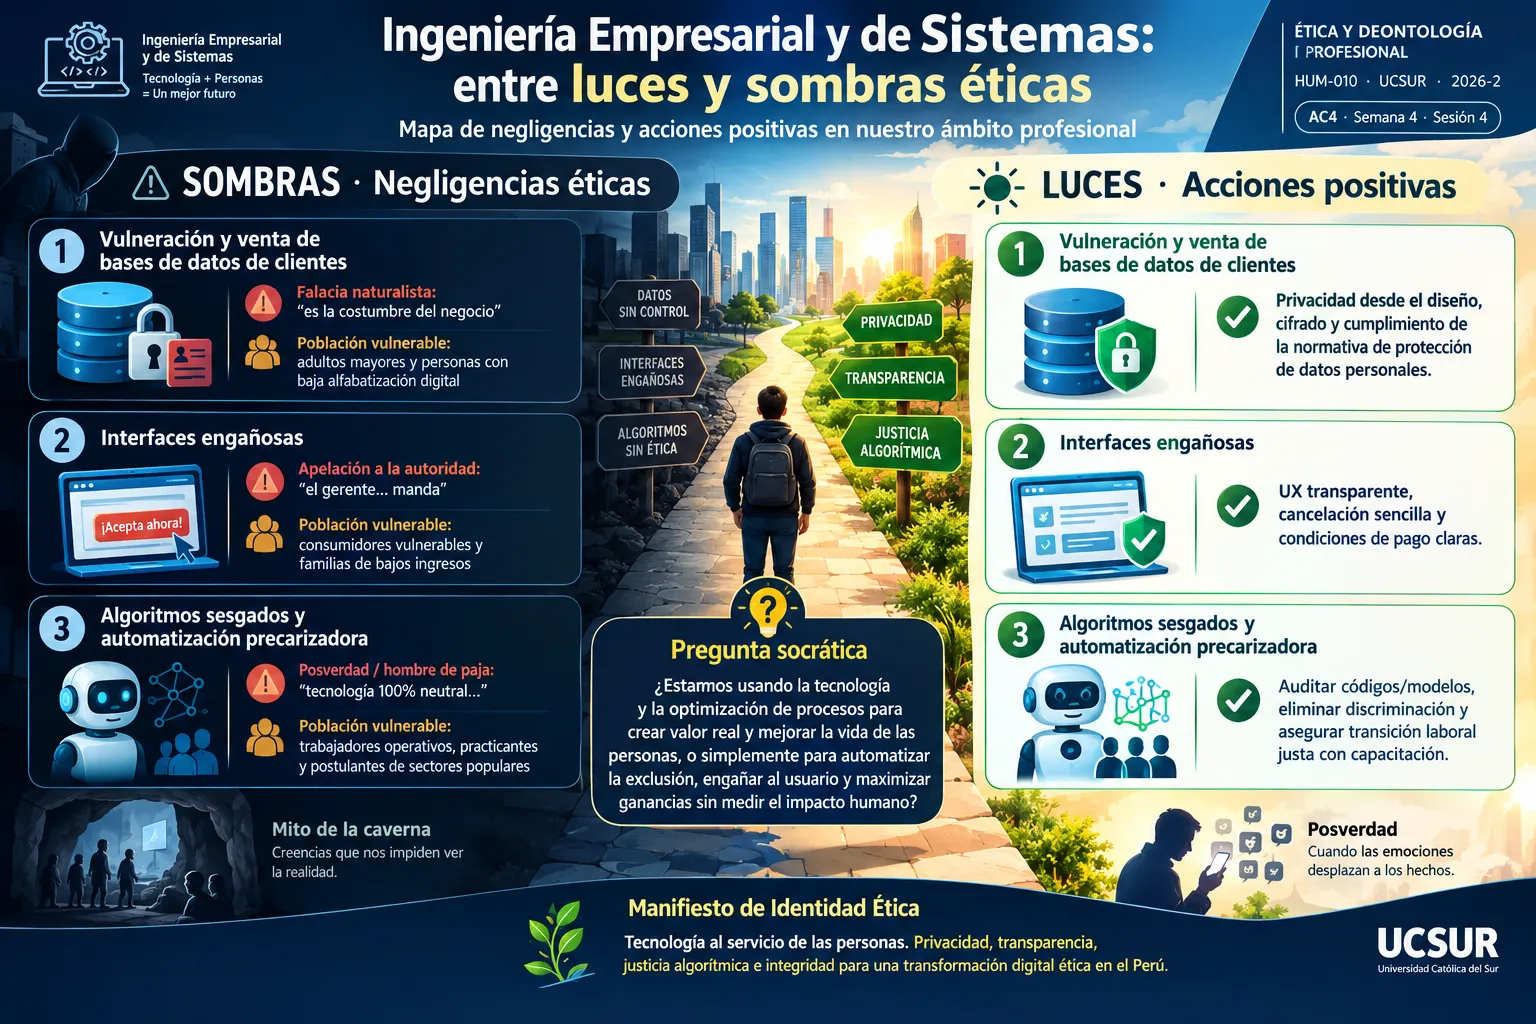 Ingeniería Empresarial
y de Sistemas
Tecnología + Personas
= Un mejor futuro
Ingeniería Empresarial y de Sistemas:
entre luces y sombras éticas
Mapa de negligencias y acciones positivas en nuestro ámbito profesional
ÉTICA Y DEONTOLOGÍA
PROFESIONAL
HUM-010 · UCSUR · 2026-2
AC4 · Semana 4 · Sesión 4
SOMBRAS · Negligencias éticas
1
Vulneración y venta de
bases de datos de clientes
Falacia naturalista:
“es la costumbre del negocio”
Población vulnerable:
adultos mayores y personas con
baja alfabatización digital
2
Interfaces engañosas
¡Acepta ahora!
Apelación a la autoridad:
“el gerente... manda”
Población vulnerable:
consumidores vulnerables y
familias de bajos ingresos
3
Algoritmos sesgados y
automatización precarizadora
Posverdad / hombre de paja:
“tecnología 100% neutral...”
Población vulnerable:
trabajadores operativos, practicantes
y postulantes de sectores populares
Mito de la caverna
Creencias que nos impiden ver
la realidad.
DATOS
SIN CONTROL
INTERFACES
ENGAÑOSAS
ALGORITMOS
SIN ÉTICA
PRIVACIDAD
TRANSPARENCIA
JUSTICIA
ALGORÍTMICA
?
Pregunta socrática
¿Estamos usando la tecnología
y la optimización de procesos para
crear valor real y mejorar la vida de las
personas, o simplemente para automatizar
la exclusión, engañar al usuario y maximizar
ganancias sin medir el impacto humano?
LUCES · Acciones positivas
1
Vulneración y venta de
bases de datos de clientes
Privacidad desde el diseño,
cifrado y cumplimiento de
la normativa de protección
de datos personales.
2
Interfaces engañosas
UX transparente,
cancelación sencilla y
condiciones de pago claras.
3
Algoritmos sesgados y
automatización precarizadora
Auditar códigos/modelos,
eliminar discriminación y
asegurar transición laboral
justa con capacitación.
Posverdad
Cuando las emociones
desplazan a los hechos.
Manifiesto de Identidad Ética
Tecnología al servicio de las personas. Privacidad, transparencia,
justicia algorítmica e integridad para una transformación digital ética en el Perú.
UCSUR
Universidad Católica del Sur